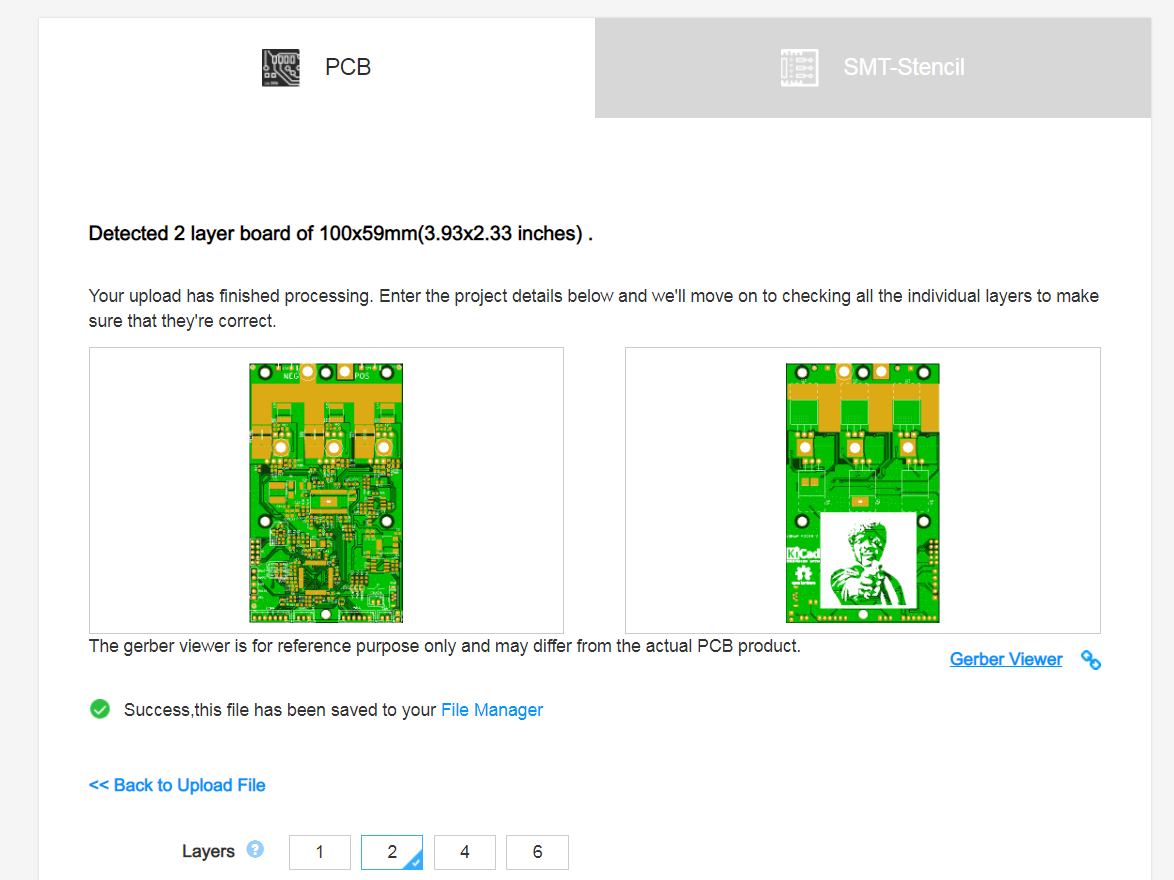 PCB
SMT-Stencil
Detected 2 layer board of 100x59mm(3.93x2.33 inches) .
Your upload has finished processing. Enter the project details below and we'll move on to checking all the individual layers to make
sure that they're correct.
NEG
POS
KiCad
The gerber viewer is for reference purpose only and may differ from the actual PCB product.
Gerber Viewer
Success,this file has been saved to your File Manager
<< Back to Upload File
Layers ? 1 2 4 6